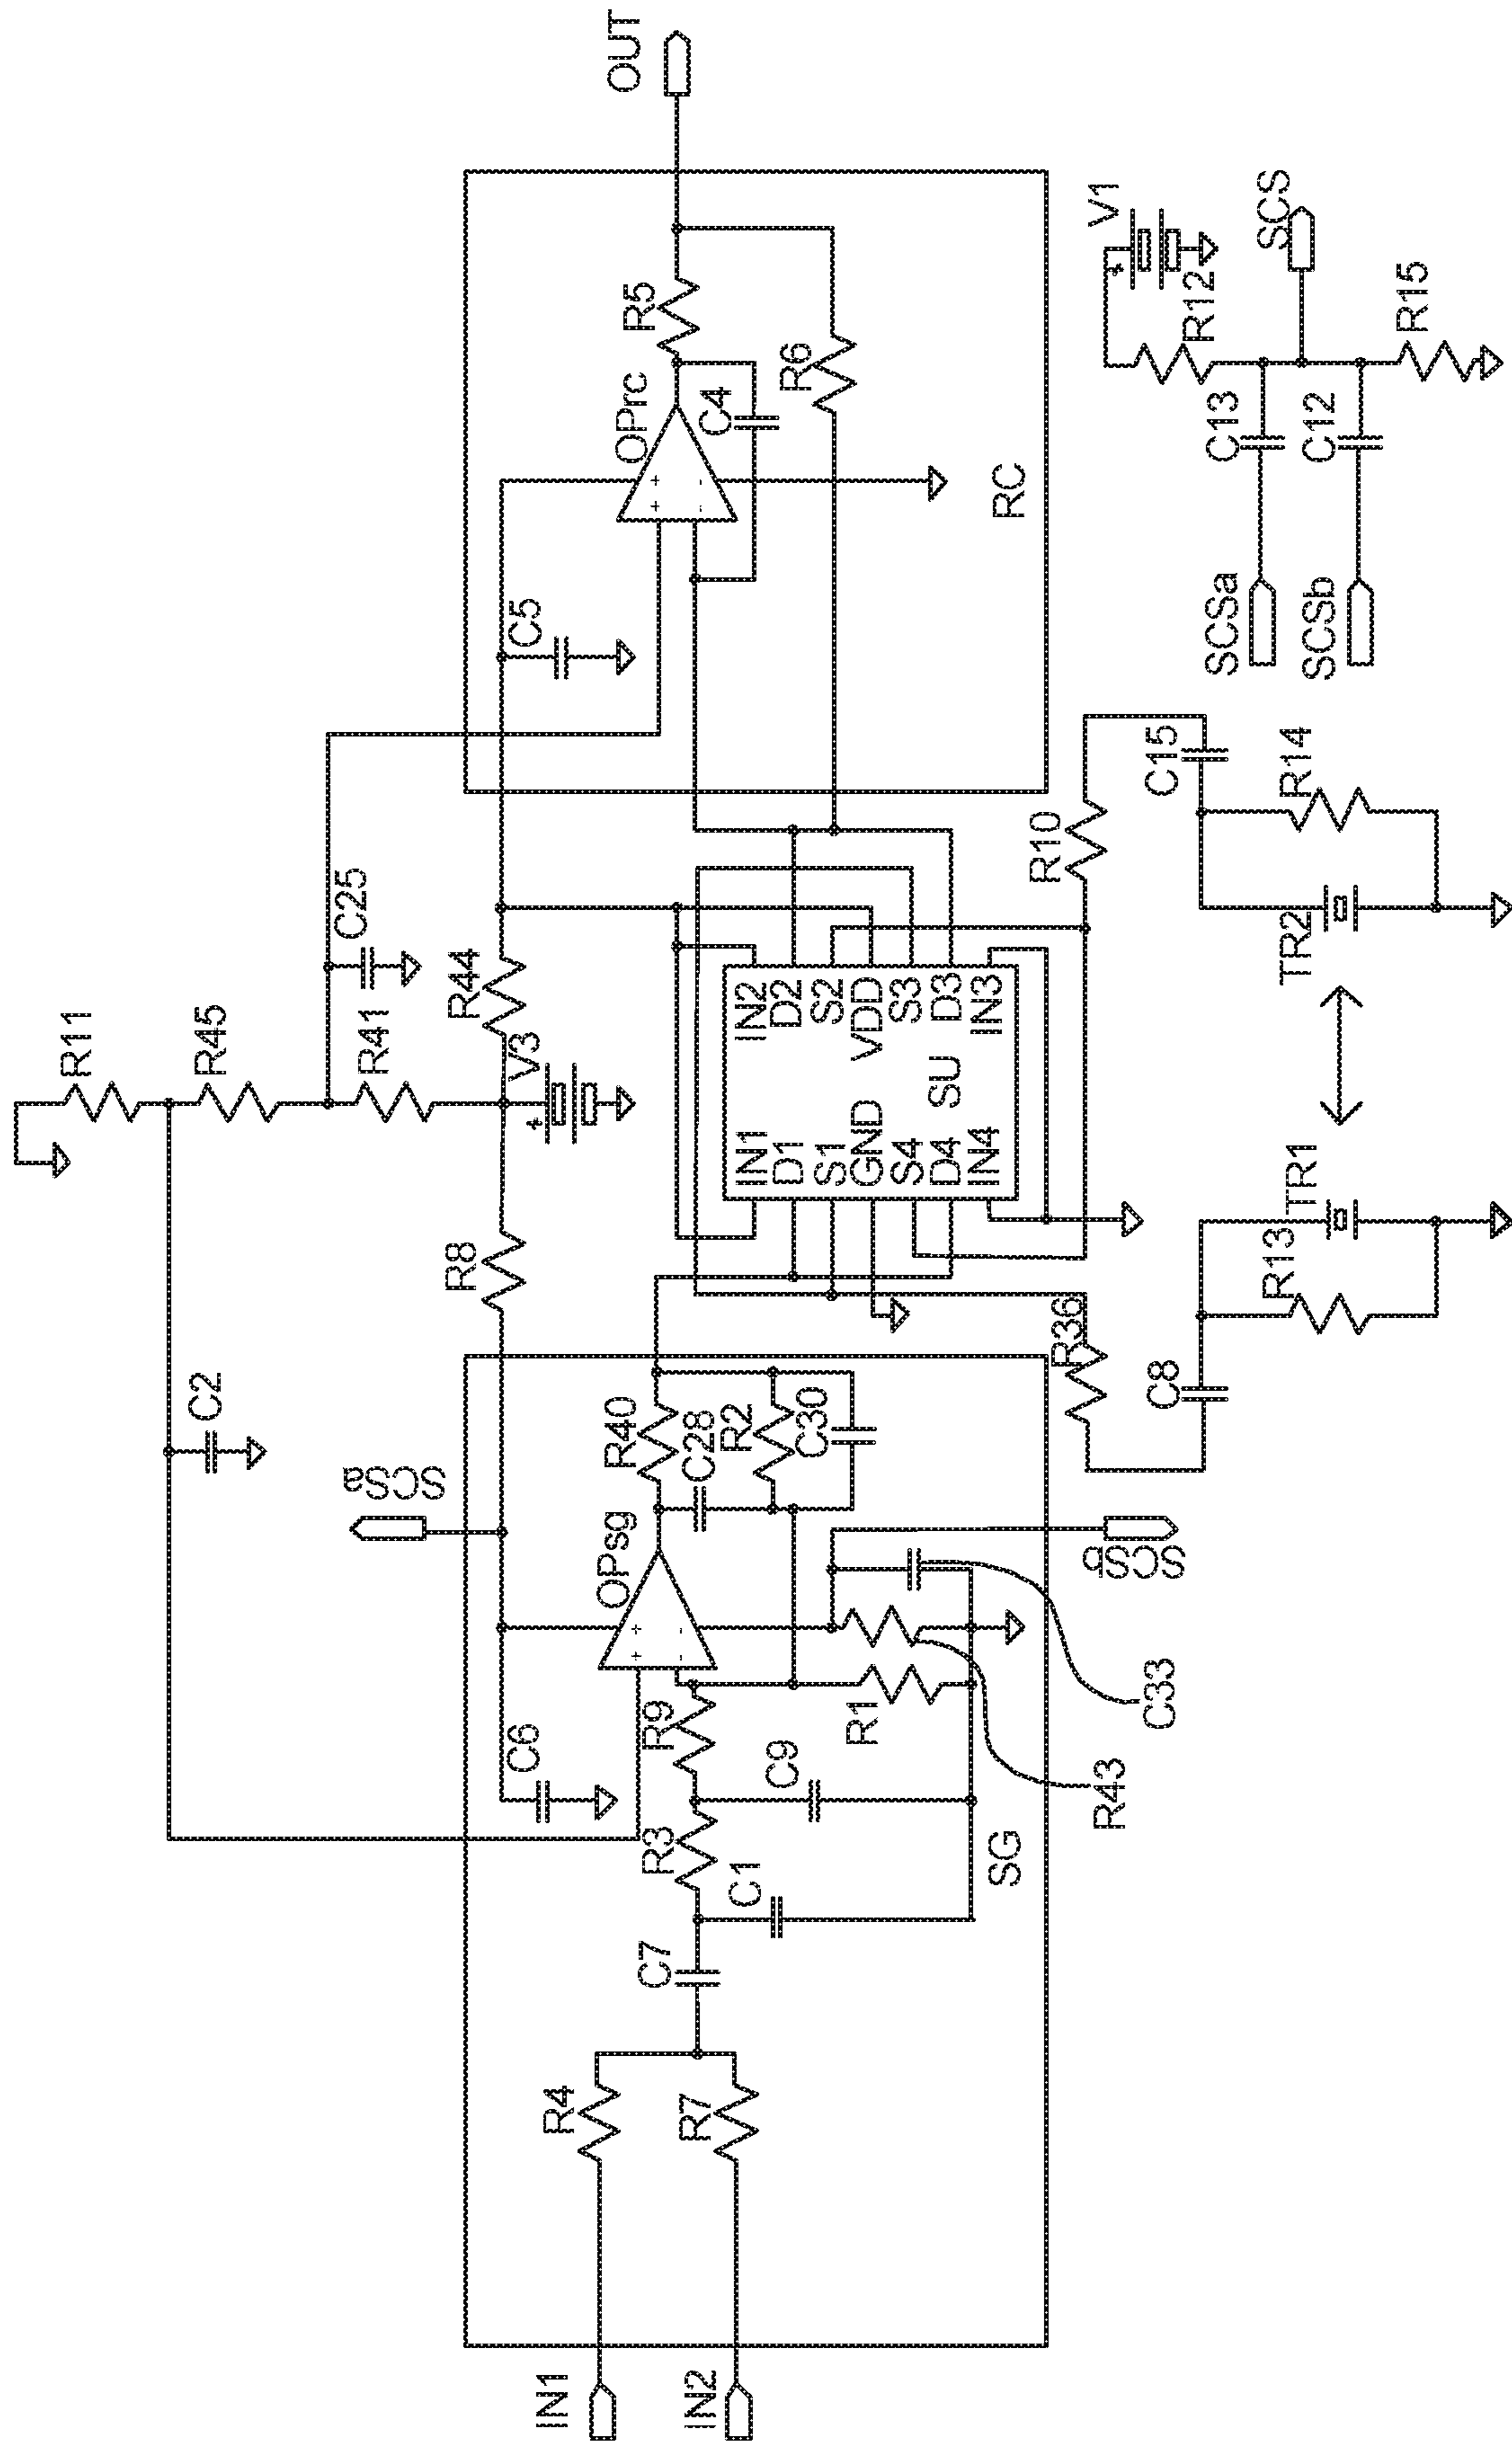 R11
R45
C25
R41
C2
R44
V3
+
R8
SCSa
IN1
IN2
R4
R7
C7
C1
R3
C9
R9
C6
OPsg
+
+
-
-
R1
R40
C28
R2
C30
SCSb
C33
R43
SG
IN1
D1
S1
GND
S4
D4
IN4
SU
IN2
D2
S2
VDD
S3
D3
IN3
C5
OPrc
+
+
-
-
C4
R5
R6
RC
OUT
R36
C8
R13
TR1
R10
C15
R14
TR2
SCSa
SCSb
C13
C12
R12
V1
+
SCS
R15